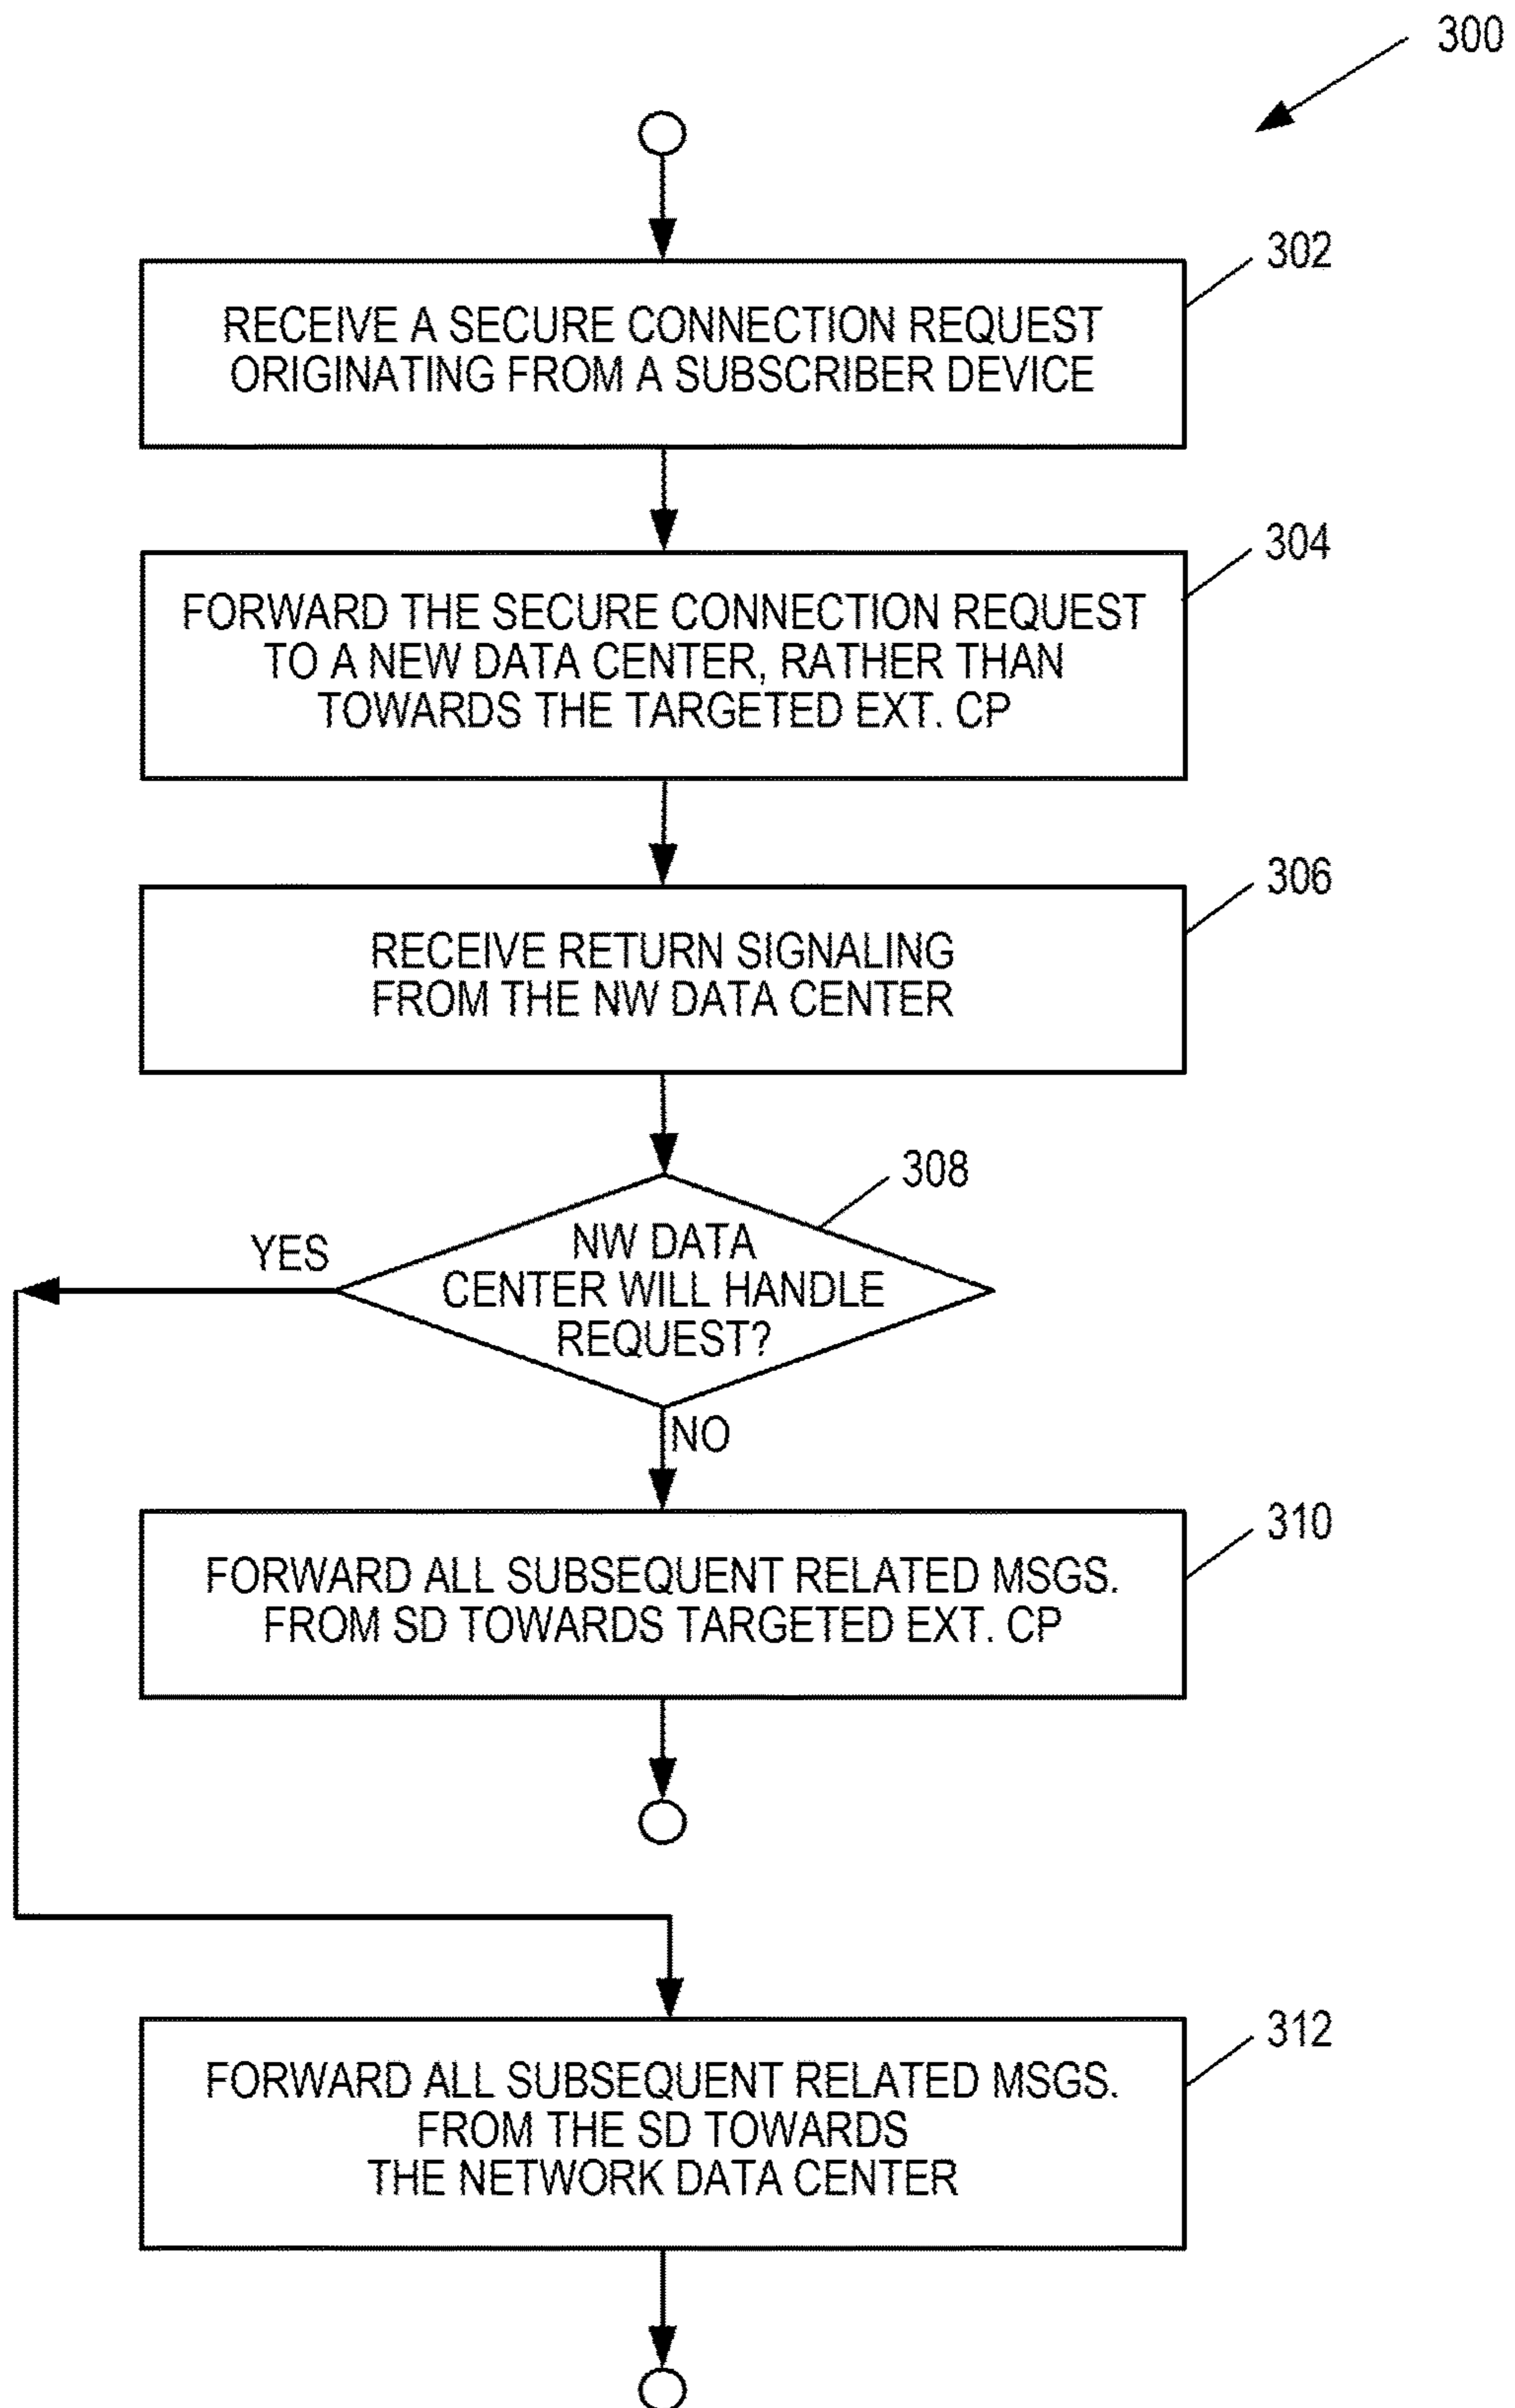 300
302
RECEIVE A SECURE CONNECTION REQUEST
ORIGINATING FROM A SUBSCRIBER DEVICE
304
FORWARD THE SECURE CONNECTION REQUEST
TO A NEW DATA CENTER, RATHER THAN
TOWARDS THE TARGETED EXT. CP
306
RECEIVE RETURN SIGNALING
FROM THE NW DATA CENTER
308
YES
NW DATA
CENTER WILL HANDLE
REQUEST?
NO
310
FORWARD ALL SUBSEQUENT RELATED MSGS.
FROM SD TOWARDS TARGETED EXT. CP
312
FORWARD ALL SUBSEQUENT RELATED MSGS.
FROM THE SD TOWARDS
THE NETWORK DATA CENTER